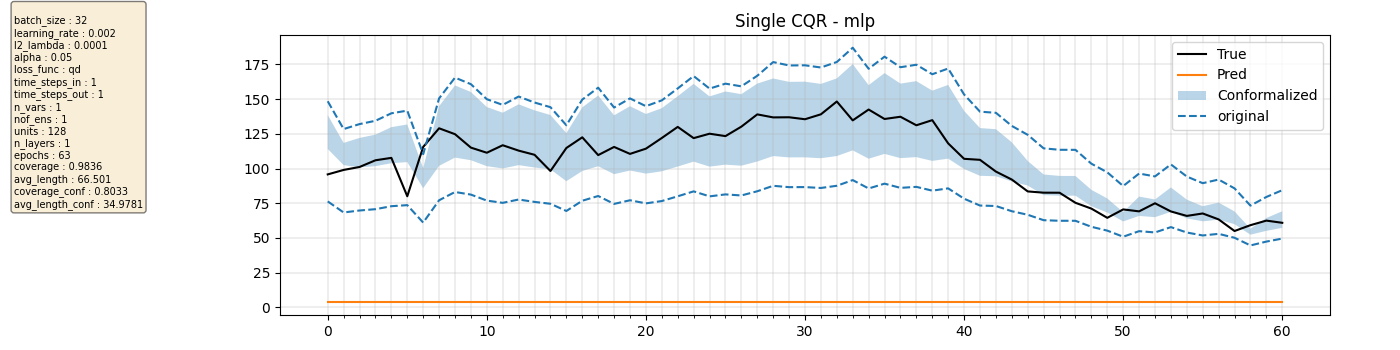 batch_size : 32
learning_rate : 0.002
l2_lambda : 0.0001
alpha : 0.05
loss_func : qd
time_steps_in : 1
time_steps_out : 1
n_vars : 1
nof_ens : 1
units : 128
n_layers : 1
epochs : 63
coverage : 0.9836
avg_length : 66.501
coverage_conf : 0.8033
avg_length_conf : 34.9781
Single CQR - mlp
175
150
125
100
75
50
25
0
True
Pred
Conformalized
original
0 10 20 30 40 50 60